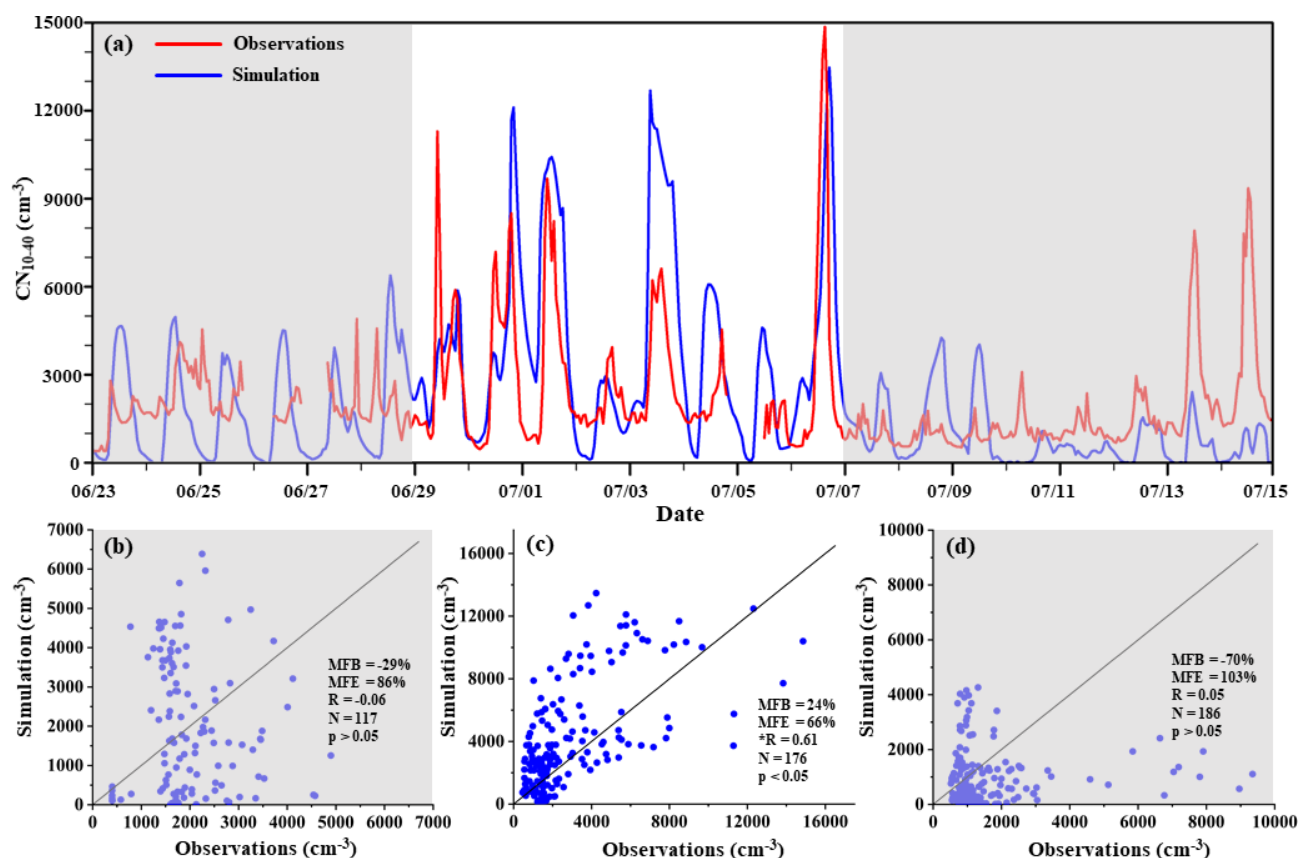 (a)
Observations
Simulation
15000
12000
9000
6000
3000
0
CN10-40 (cm-3)
06/23 06/25 06/27 06/29 07/01 07/03 07/05 07/07 07/09 07/11 07/13 07/15
Date
(b)
7000
6000
5000
4000
3000
2000
1000
0
Simulation (cm-3)
MFB = -29%
MFE = 86%
R = -0.06
N = 117
p > 0.05
0 1000 2000 3000 4000 5000 6000 7000
Observations (cm-3)
(c)
16000
12000
8000
4000
0
Simulation (cm-3)
MFB = 24%
MFE = 66%
*R = 0.61
N = 176
p < 0.05
0 4000 8000 12000 16000
Observations (cm-3)
(d)
10000
8000
6000
4000
2000
0
Simulation (cm-3)
MFB = -70%
MFE = 103%
R = 0.05
N = 186
p > 0.05
0 2000 4000 6000 8000 10000
Observations (cm-3)